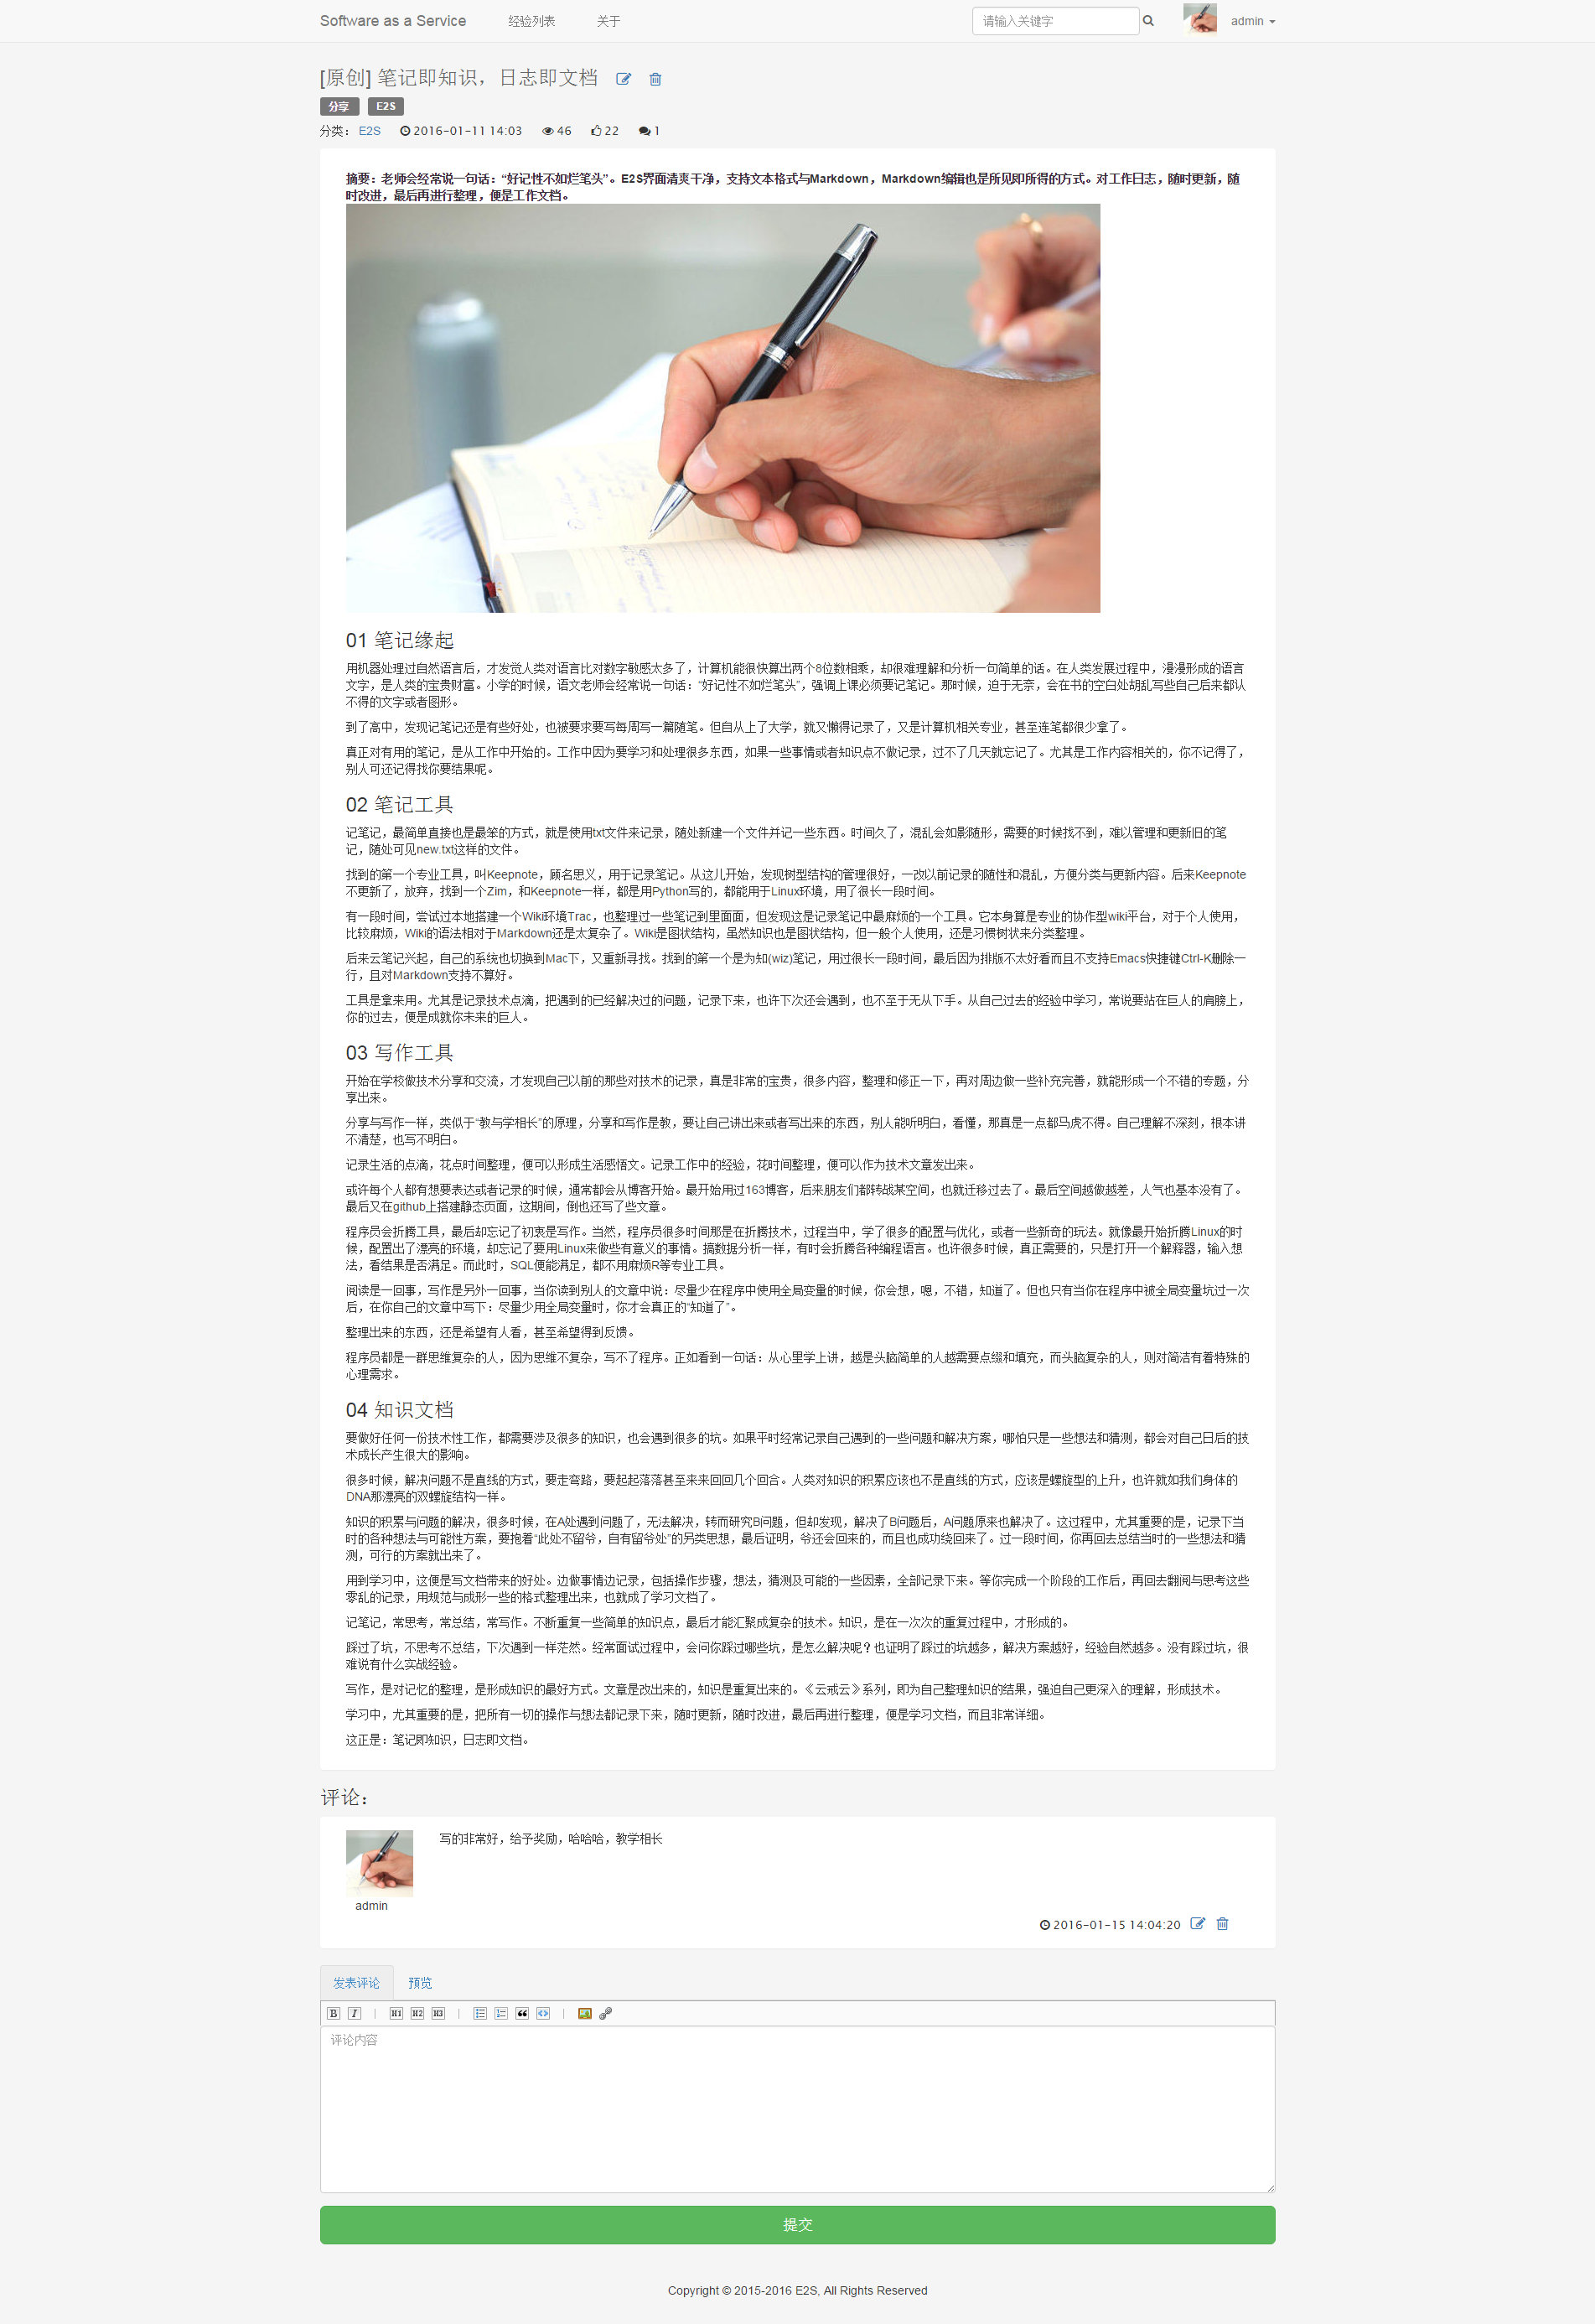 Software as a Service 经验列表 关于 请输入关键字 admin
[原创] 笔记即知识，日志即文档
分享 E2S
分类： E2S 2016-01-11 14:03 46 22 1
摘要：老师会经常说一句话：“好记性不如烂笔头”。E2S界面清爽干净，支持文本格式与Markdown，Markdown编辑也是所见即所得的方式。对工作日志，随时更新，随
时改进，最后再进行整理，便是工作文档。
01 笔记缘起
用机器处理过自然语言后，才发觉人类对语言比对数字敏感太多了，计算机能很快算出两个8位数相乘，却很难理解和分析一句简单的话。在人类发展过程中，漫漫形成的语言
文字，是人类的宝贵财富。小学的时候，语文老师会经常说一句话：“好记性不如烂笔头”，强调上课必须要记笔记。那时候，迫于无奈，会在书的空白处胡乱写些自己后来都认
不得的文字或者图形。
到了高中，发现记笔记还是有些好处，也被要求要写每周写一篇随笔。但自从上了大学，就又懒得记录了，又是计算机相关专业，甚至连笔都很少拿了。
真正对有用的笔记，是从工作中开始的。工作中因为要学习和处理很多东西，如果一些事情或者知识点不做记录，过不了几天就忘记了。尤其是工作内容相关的，你不记得了，
别人可还记得找你要结果呢。
02 笔记工具
记笔记，最简单直接也是最笨的方式，就是使用txt文件来记录，随处新建一个文件并记一些东西。时间久了，混乱会如影随形，需要的时候找不到，难以管理和更新旧的笔
记，随处可见new.txt这样的文件。
找到的第一个专业工具，叫Keepnote，顾名思义，用于记录笔记。从这儿开始，发现树型结构的管理很好，一改以前记录的随性和混乱，方便分类与更新内容。后来Keepnote
不更新了，放弃，找到一个Zim，和Keepnote一样，都是用Python写的，都能用于Linux环境，用了很长一段时间。
有一段时间，尝试过本地搭建一个Wiki环境Trac，也整理过一些笔记到里面面，但发现这是记录笔记中最麻烦的一个工具。它本身算是专业的协作型wiki平台，对于个人使用，
比较麻烦，Wiki的语法相对于Markdown还是太复杂了。Wiki是图状结构，虽然知识也是图状结构，但一般个人使用，还是习惯树状来分类整理。
后来云笔记兴起，自己的系统也切换到Mac下，又重新寻找。找到的第一个是为知(wiz)笔记，用过很长一段时间，最后因为排版不太好看而且不支持Emacs快捷键Ctrl-K删除一
行，且对Markdown支持不算好。
工具是拿来用。尤其是记录技术点滴，把遇到的已经解决过的问题，记录下来，也许下次还会遇到，也不至于无从下手。从自己过去的经验中学习，常说要站在巨人的肩膀上，
你的过去，便是成就你未来的巨人。
03 写作工具
开始在学校做技术分享和交流，才发现自己以前的那些对技术的记录，真是非常的宝贵，很多内容，整理和修正一下，再对周边做一些补充完善，就能形成一个不错的专题，分
享出来。
分享与写作一样，类似于“教与学相长”的原理，分享和写作是教，要让自己讲出来或者写出来的东西，别人能听明白，看懂，那真是一点都马虎不得。自己理解不深刻，根本讲
不清楚，也写不明白。
记录生活的点滴，花点时间整理，便可以形成生活感悟文。记录工作中的经验，花时间整理，便可以作为技术文章发出来。
或许每个人都有想要表达或者记录的时候，通常都会从博客开始。最开始用过163博客，后来朋友们都转战某空间，也就迁移过去了。最后空间越做越差，人气也基本没有了。
最后又在github上搭建静态页面，这期间，倒也还写了些文章。
程序员会折腾工具，最后却忘记了初衷是写作。当然，程序员很多时间那是在折腾技术，过程当中，学了很多的配置与优化，或者一些新奇的玩法。就像最开始折腾Linux的时
候，配置出了漂亮的环境，却忘记了要用Linux来做些有意义的事情。搞数据分析一样，有时会折腾各种编程语言。也许很多时候，真正需要的，只是打开一个解释器，输入想
法，看结果是否满足。而此时，SQL便能满足，都不用麻烦R等专业工具。
阅读是一回事，写作是另外一回事，当你读到别人的文章中说：尽量少在程序中使用全局变量的时候，你会想，嗯，不错，知道了。但也只有当你在程序中被全局变量坑过一次
后，在你自己的文章中写下：尽量少用全局变量时，你才会真正的“知道了”。
整理出来的东西，还是希望有人看，甚至希望得到反馈。
程序员都是一群思维复杂的人，因为思维不复杂，写不了程序。正如看到一句话：从心里学上讲，越是头脑简单的人越需要点缀和填充，而头脑复杂的人，则对简洁有着特殊的
心理需求。
04 知识文档
要做好任何一份技术性工作，都需要涉及很多的知识，也会遇到很多的坑。如果平时经常记录自己遇到的一些问题和解决方案，哪怕只是一些想法和猜测，都会对自己日后的技
术成长产生很大的影响。
很多时候，解决问题不是直线的方式，要走弯路，要起起落落甚至来来回回几个回合。人类对知识的积累应该也不是直线的方式，应该是螺旋型的上升，也许就如我们身体的
DNA那漂亮的双螺旋结构一样。
知识的积累与问题的解决，很多时候，在A处遇到问题了，无法解决，转而研究B问题，但却发现，解决了B问题后，A问题原来也解决了。这过程中，尤其重要的是，记录下当
时的各种想法与可能性方案，要抱着“此处不留爷，自有留爷处”的另类思想，最后证明，爷还会回来的，而且也成功绕回来了。过一段时间，你再回去总结当时的一些想法和猜
测，可行的方案就出来了。
用到学习中，这便是写文档带来的好处。边做事情边记录，包括操作步骤，想法，猜测及可能的一些因素，全部记录下来。等你完成一个阶段的工作后，再回去翻阅与思考这些
零乱的记录，用规范与成形一些的格式整理出来，也就成了学习文档了。
记笔记，常思考，常总结，常写作。不断重复一些简单的知识点，最后才能汇聚成复杂的技术。知识，是在一次次的重复过程中，才形成的。
踩过了坑，不思考不总结，下次遇到一样茫然。经常面试过程中，会问你踩过哪些坑，是怎么解决呢？也证明了踩过的坑越多，解决方案越好，经验自然越多。没有踩过坑，很
难说有什么实战经验。
写作，是对记忆的整理，是形成知识的最好方式。文章是改出来的，知识是重复出来的。《云戒云》系列，即为自己整理知识的结果，强迫自己更深入的理解，形成技术。
学习中，尤其重要的是，把所有一切的操作与想法都记录下来，随时更新，随时改进，最后再进行整理，便是学习文档，而且非常详细。
这正是：笔记即知识，日志即文档。
评论：
写的非常好，给予奖励，哈哈哈，教学相长
admin
2016-01-15 14:04:20
发表评论 预览
B I | H1 H2 H3 | |
评论内容
提交
Copyright © 2015-2016 E2S, All Rights Reserved